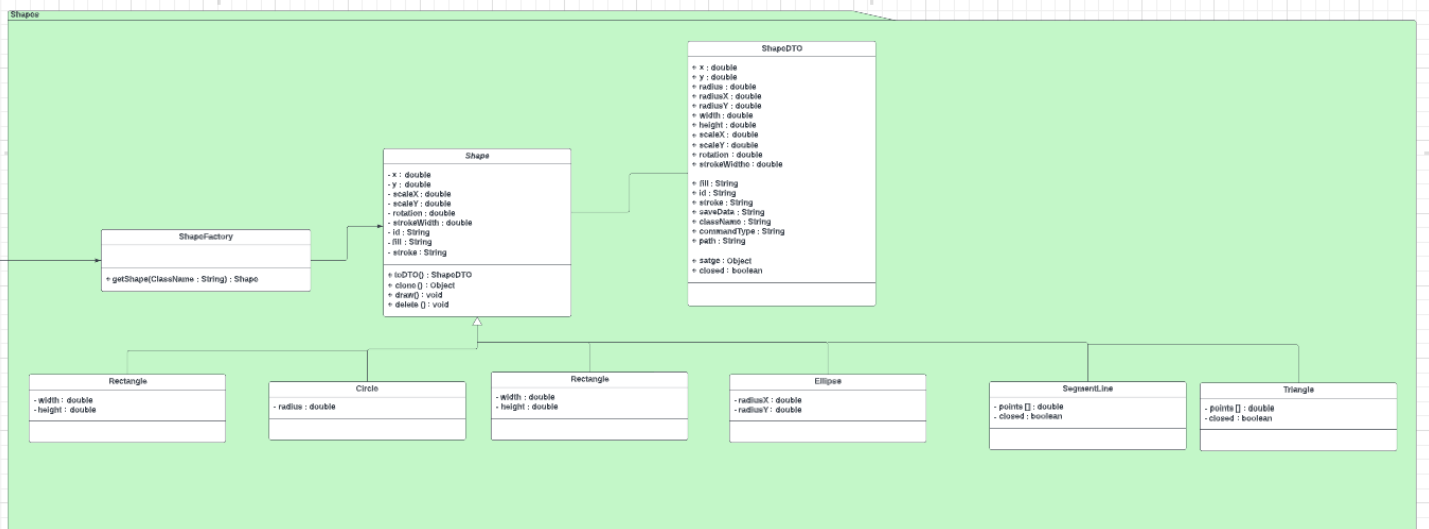 Shapes
ShapeDTO
+ x : double
+ y : double
+ radius : double
+ radiusX : double
+ radiusY : double
+ width : double
+ height : double
+ scaleX : double
+ scaleY : double
+ rotation : double
+ strokeWidtho : double
+ fill : String
+ id : String
+ stroke : String
+ saveData : String
+ className : String
+ commandType : String
+ path : String
+ satge : Object
+ closed : boolean
Shape
- x : double
- y : double
- scaleX : double
- scaleY : double
- rotation : double
- strokeWidth : double
- id : String
- fill : String
- stroke : String
+ toDTO() : ShapeDTO
+ clone() : Object
+ draw() : void
+ delete () : void
ShapeFactory
+ getShape(ClassName : String) : Shape
Rectangle
- width : double
- height : double
Circle
- radius : double
Rectangle
- width : double
- height : double
Ellipse
- radiusX : double
- radiusY : double
SegmentLine
- points [] : double
- closed : boolean
Triangle
- points [] : double
- closed : boolean